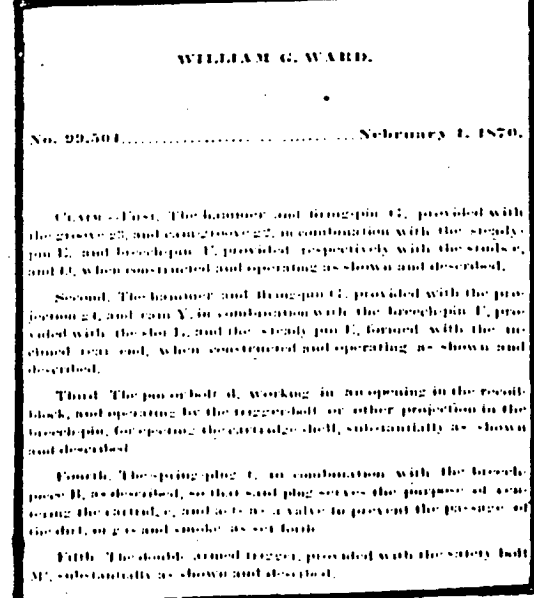 WILLIAM G. WARD.
No. 99,504. February 1, 1870.
CLAIM.—First. The hammer and firing-pin G, provided with
the groove g3, and cam-groove g2, in combination with the steady-
pin E, and breech-pin F, provided respectively with the studs e,
and D, when constructed and operating as shown and described.
Second. The hammer and firing-pin G, provided with the pro-
jection g4, and cam Y, in combination with the breech-pin F, pro-
vided with the slot L, and the steady pin E, formed with the in-
clined rear end, when constructed and operating as shown and
described.
Third. The pin or bolt d, working in an opening in the recoil-
block, and operating by the trigger-bolt or other projection in the
breech-pin, for ejecting the cartridge shell, substantially as shown
and described
Fourth. The spring-plug t, in combination with the breech-
piece B, as described, so that said plug serves the purpose of
the cartridge, and acts as a valve to prevent the passage of
the dirt, or gas and smoke as set forth
Fifth The double armed trigger, provided with the safety bolt
M', substantially as shown and described.